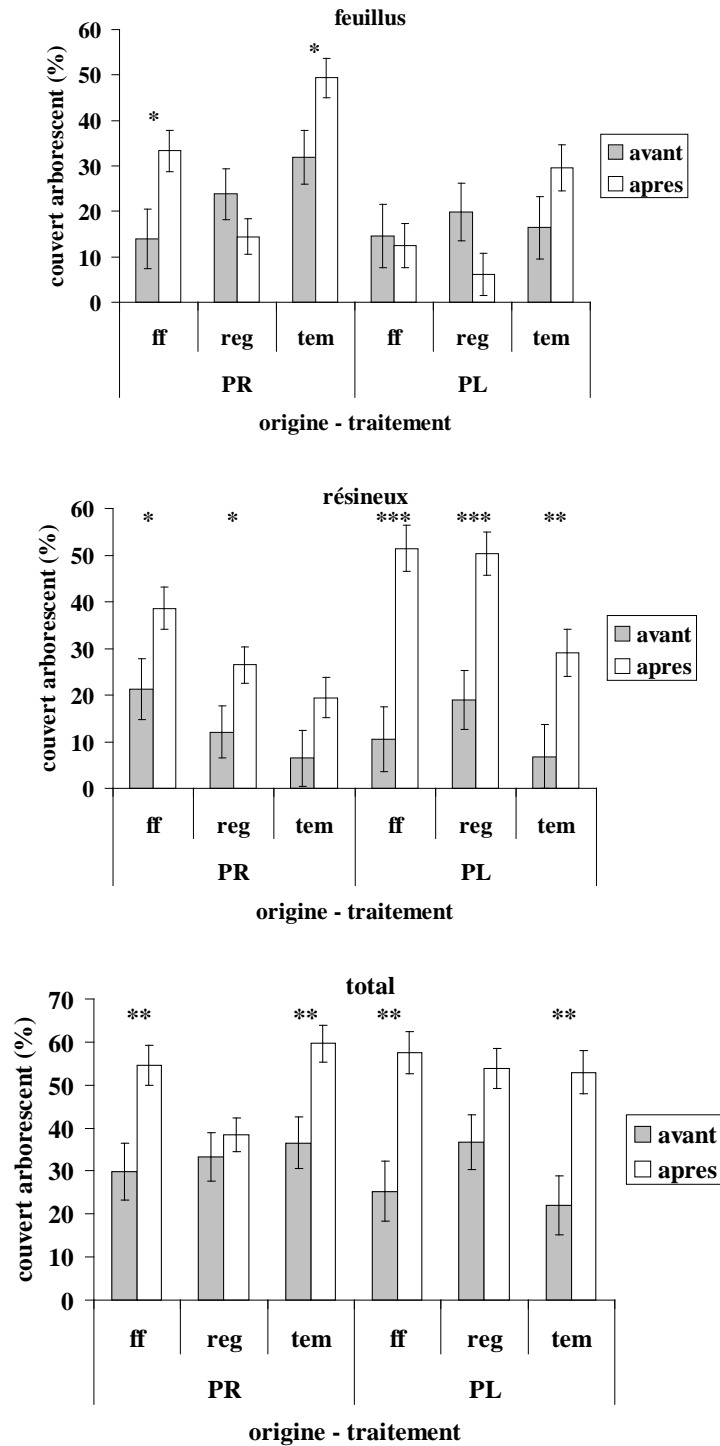 feuillus
couvert arborescent (%)
60
50
40
30
20
10
0
* *
avant
apres
ff reg tem ff reg tem
PR PL
origine - traitement
résineux
couvert arborescent (%)
60
50
40
30
20
10
0
* * *** *** **
avant
apres
ff reg tem ff reg tem
PR PL
origine - traitement
total
couvert arborescent (%)
70
60
50
40
30
20
10
0
** ** ** **
avant
apres
ff reg tem ff reg tem
PR PL
origine - traitement